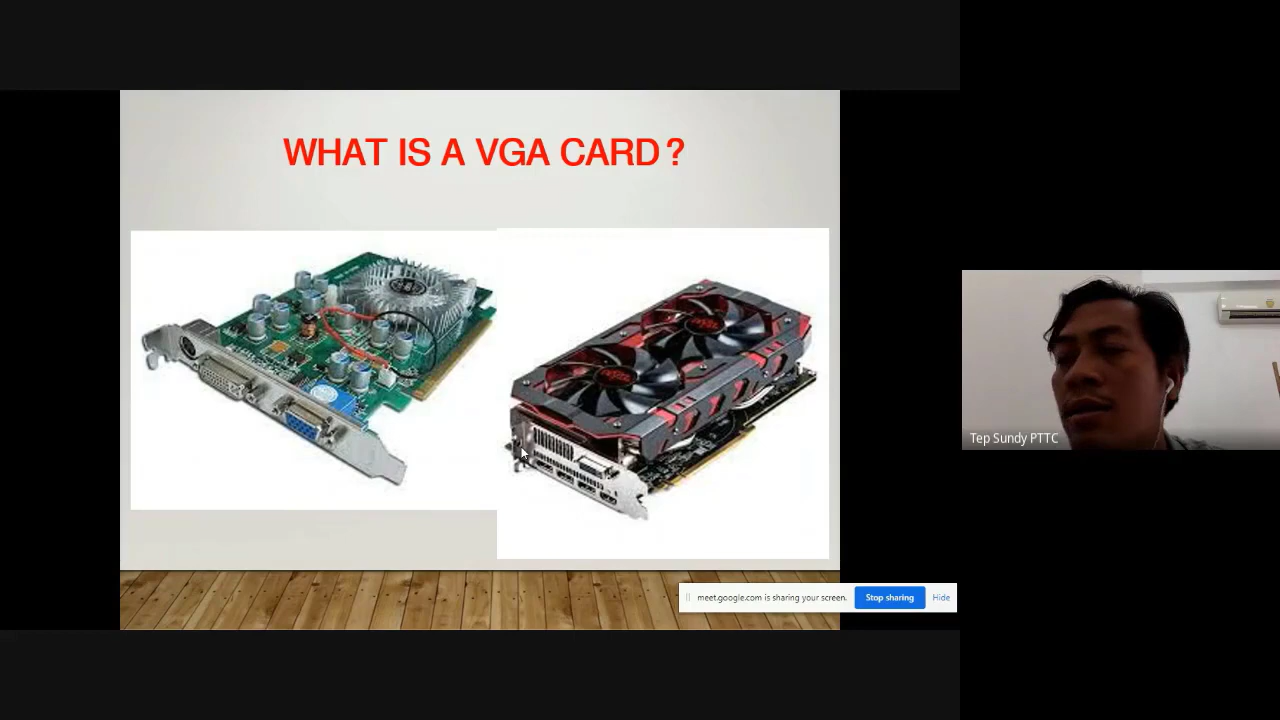 WHAT IS A VGA CARD ?
Tep Sundy PTTC
meet.google.com is sharing your screen.
Stop sharing
Hide